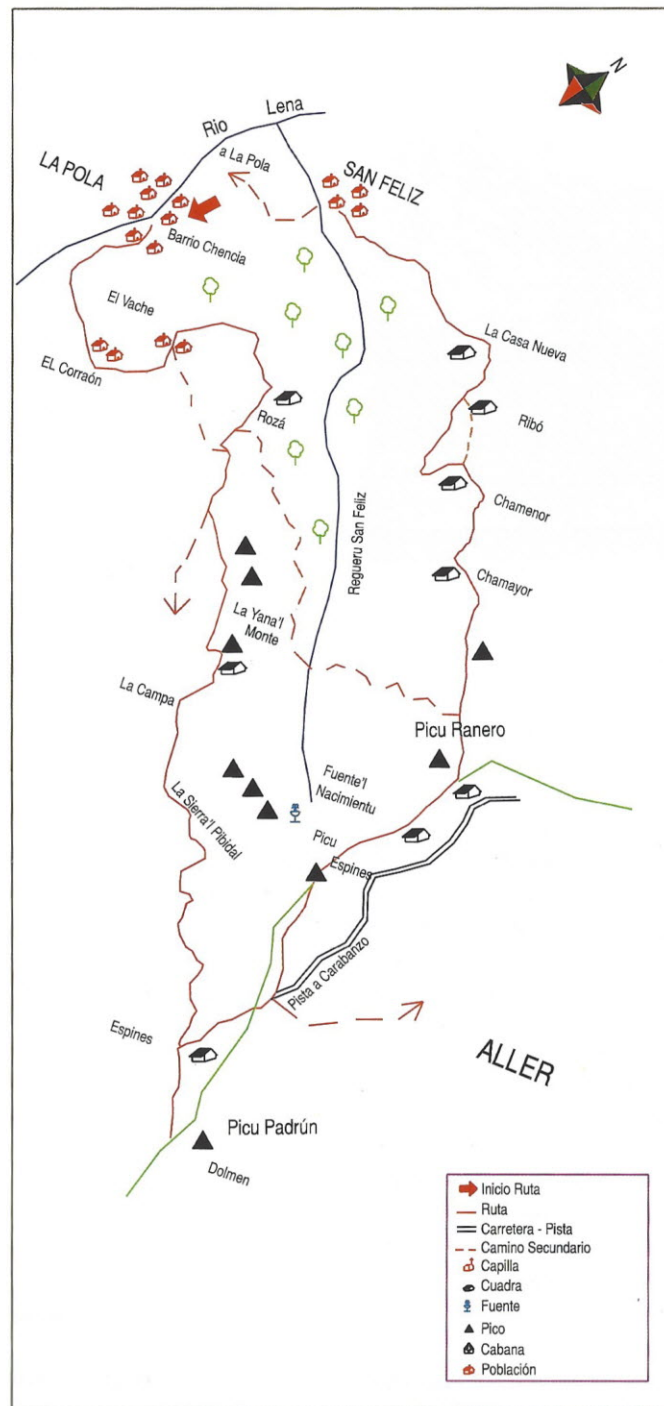 N
Rio Lena
a La Pola
LA POLA
SAN FELIZ
Barrio Chencia
El Vache
EL Corraón
La Casa Nueva
Rozá
Ribó
Chamenor
Regueru San Feliz
Chamayor
La Yana'l
Monte
La Campa
Picu Ranero
Fuente'l
Nacimientu
La Sierra'l Pibidal
Picu
Espines
Pista a Carabanzo
Espines
ALLER
Picu Padrún
Dolmen
Inicio Ruta
Ruta
Carretera - Pista
Camino Secundario
Capilla
Cuadra
Fuente
Pico
Cabana
Población